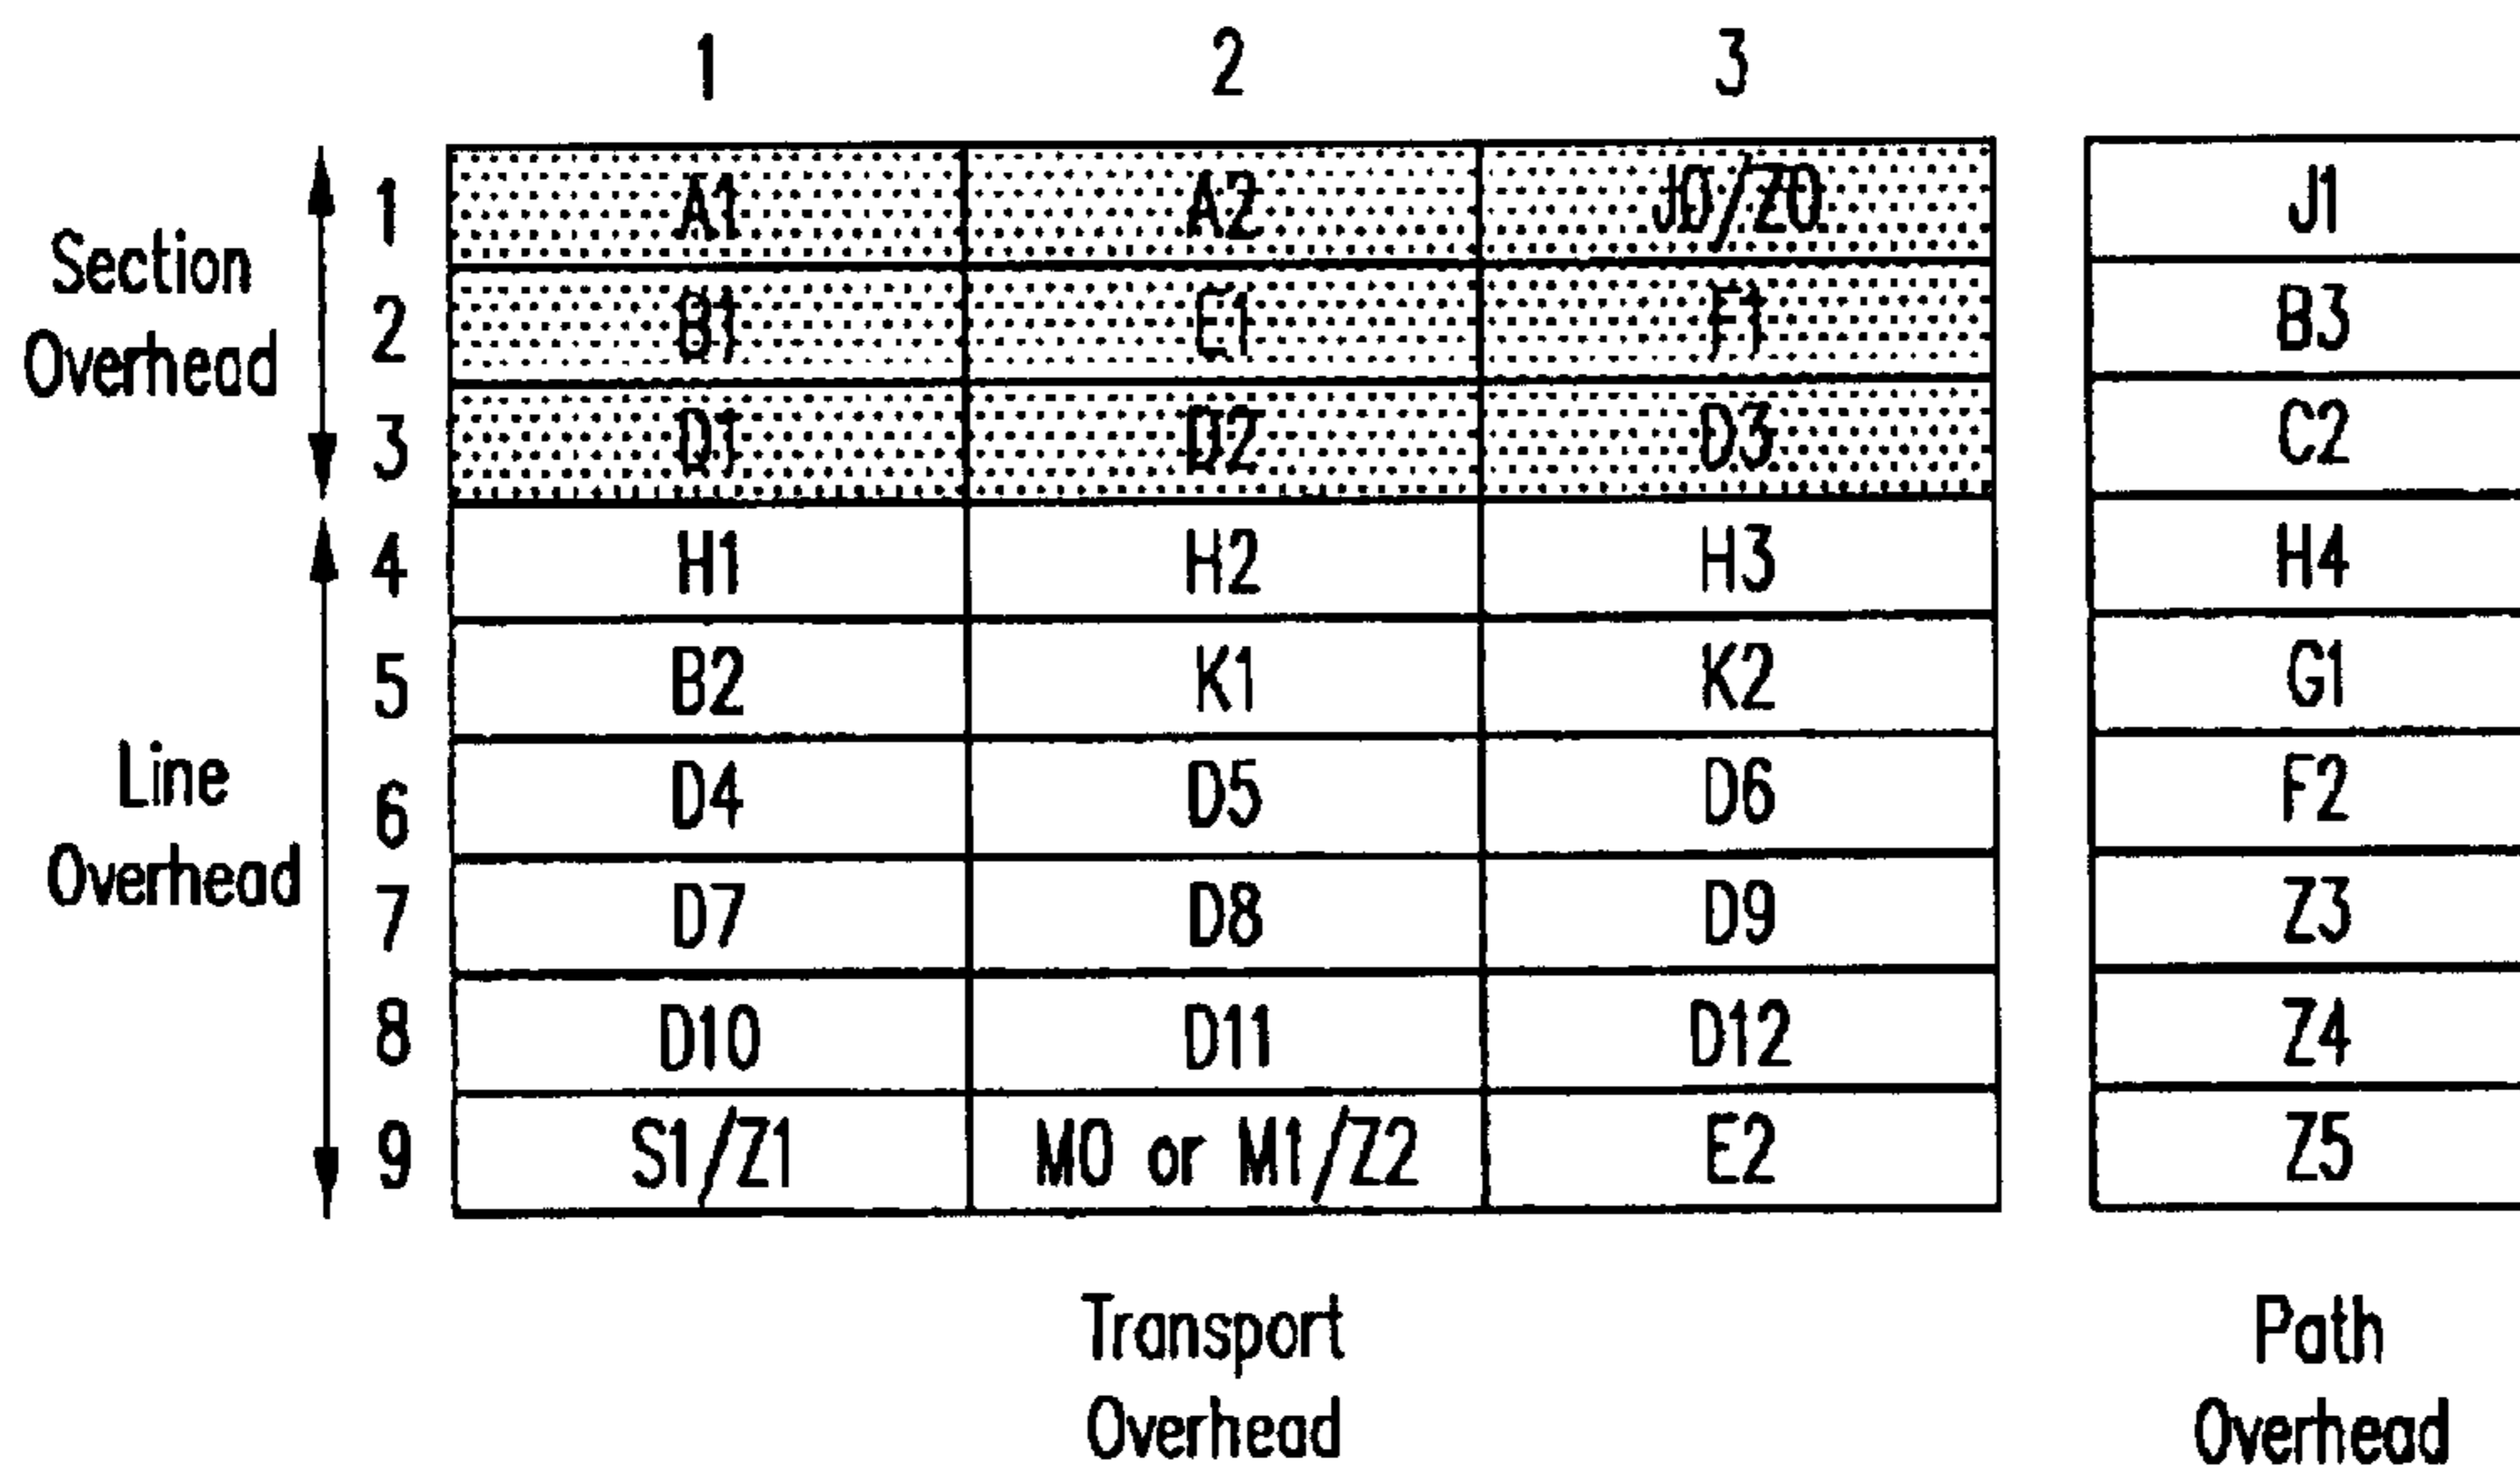 1 2 3
Section
Overhead
Line
Overhead
1 A1 A2 J0/Z0 J1
2 B1 E1 F1 B3
3 D1 D2 D3 C2
4 H1 H2 H3 H4
5 B2 K1 K2 G1
6 D4 D5 D6 F2
7 D7 D8 D9 Z3
8 D10 D11 D12 Z4
9 S1/Z1 M0 or M1/Z2 E2 Z5
Transport
Overhead
Path
Overhead